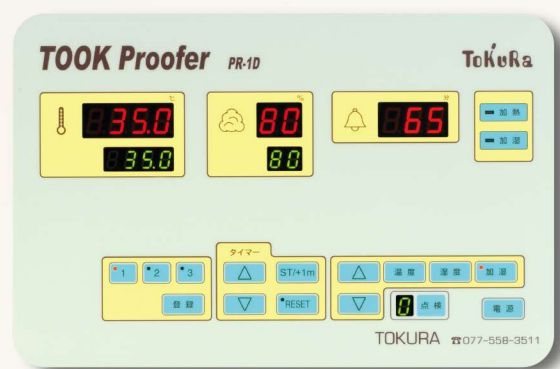 TOOK Proofer PR-1D
ToKuRa
℃
35.0
35.0
%
80
80
分
65
加熱
加湿
1
2
3
登録
タイマー
△
ST/+1m
▽
RESET
△
温度
湿度
加湿
▽
0
点検
電源
TOKURA ☎077-558-3511